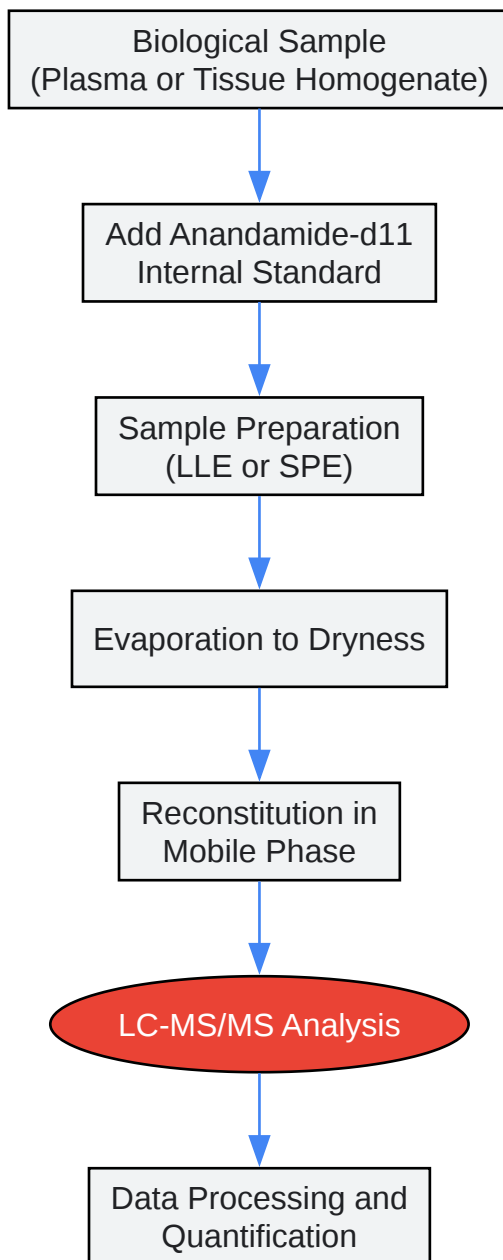 Biological Sample
(Plasma or Tissue Homogenate)
Add Anandamide-d11
Internal Standard
Sample Preparation
(LLE or SPE)
Evaporation to Dryness
Reconstitution in
Mobile Phase
LC-MS/MS Analysis
Data Processing and
Quantification